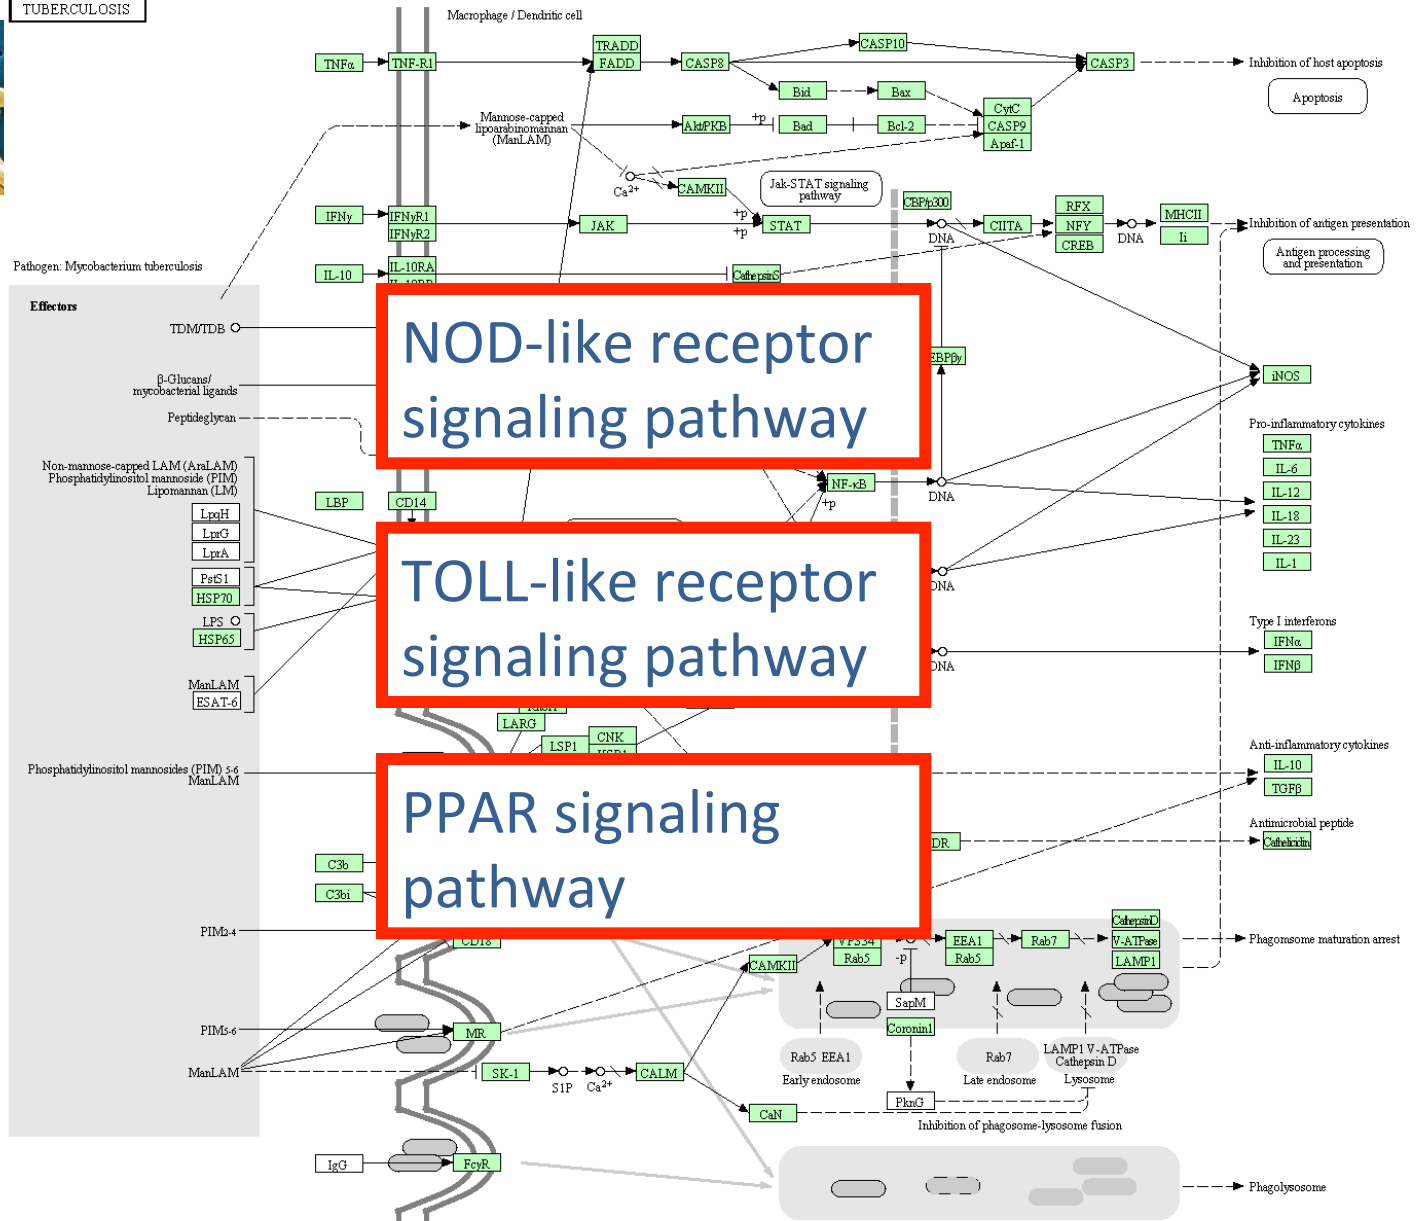 TUBERCULOSIS
Macrophage / Dendritic cell
TNFα
TNF-R1
TRADD
FADD
CASP8
CASP10
CASP3
Inhibition of host apoptosis
Apoptosis
Bid
Bax
CytC
CASP9
Apaf-1
Mannose-capped
lipoarabinomannan
(ManLAM)
Akt/PKB
+p
Bad
Bcl-2
Ca²⁺
CAMKII
Jak-STAT signaling
pathway
IFNγ
IFNγR1
IFNγR2
JAK
+p
+p
STAT
CBP/p300
DNA
CIITA
RFX
NFY
CREB
DNA
MHCII
Ii
Inhibition of antigen presentation
Antigen processing
and presentation
Pathogen: Mycobacterium tuberculosis
IL-10
IL-10RA
CathepsinS
Effectors
TDM/TDB
β-Glucans/
mycobacterial ligands
Peptideglycan
NOD-like receptor
signaling pathway
EBPβγ
iNOS
Pro-inflammatory cytokines
TNFα
IL-6
IL-12
IL-18
IL-23
IL-1
Non-mannose-capped LAM (AraLAM)
Phosphatidylinositol mannoside (PIM)
Lipomannan (LM)
LpqH
LprG
LprA
PstS1
HSP70
LPS
HSP65
ManLAM
ESAT-6
LBP
CD14
NF-κB
+p
DNA
TOLL-like receptor
signaling pathway
DNA
DNA
Type I interferons
IFNα
IFNβ
LARG
LSP1
CNK
Phosphatidylinositol mannosides (PIM) 5-6
ManLAM
PPAR signaling
pathway
Anti-inflammatory cytokines
IL-10
TGFβ
Antimicrobial peptide
Cathelicidin
DR
C3b
C3bi
PIM2-4
CD18
VPS34
Rab5
-p
EEA1
Rab5
Rab7
CathepsinD
V-ATPase
LAMP1
Phagomsome maturation arrest
CAMKII
SapM
Coronin1
PIM5-6
MR
ManLAM
SK-1
S1P
Ca²⁺
CALM
CaN
Rab5 EEA1
Early endosome
Rab7
Late endosome
LAMP1 V-ATPase
Cathepsin D
Lysosome
PknG
Inhibition of phagosome-lysosome fusion
IgG
FcγR
Phagolysosome